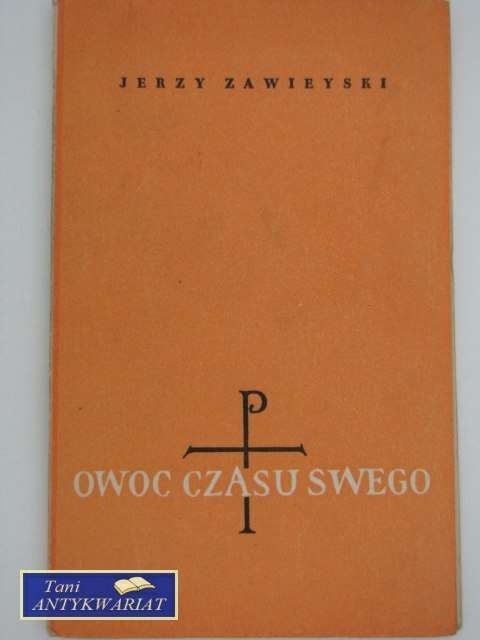 JERZY ZAWIEYSKI
P
OWOC CZASU SWEGO
Tani
ANTYKWARIAT